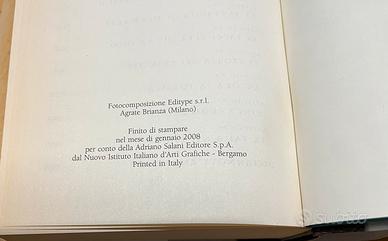 Fotocomposizione Editype s.r.l.
Agrate Brianza (Milano)
Finito di stampare
nel mese di gennaio 2008
per conto della Adriano Salani Editore S.p.A.
dal Nuovo Istituto Italiano d'Arti Grafiche - Bergamo
Printed in Italy
subito